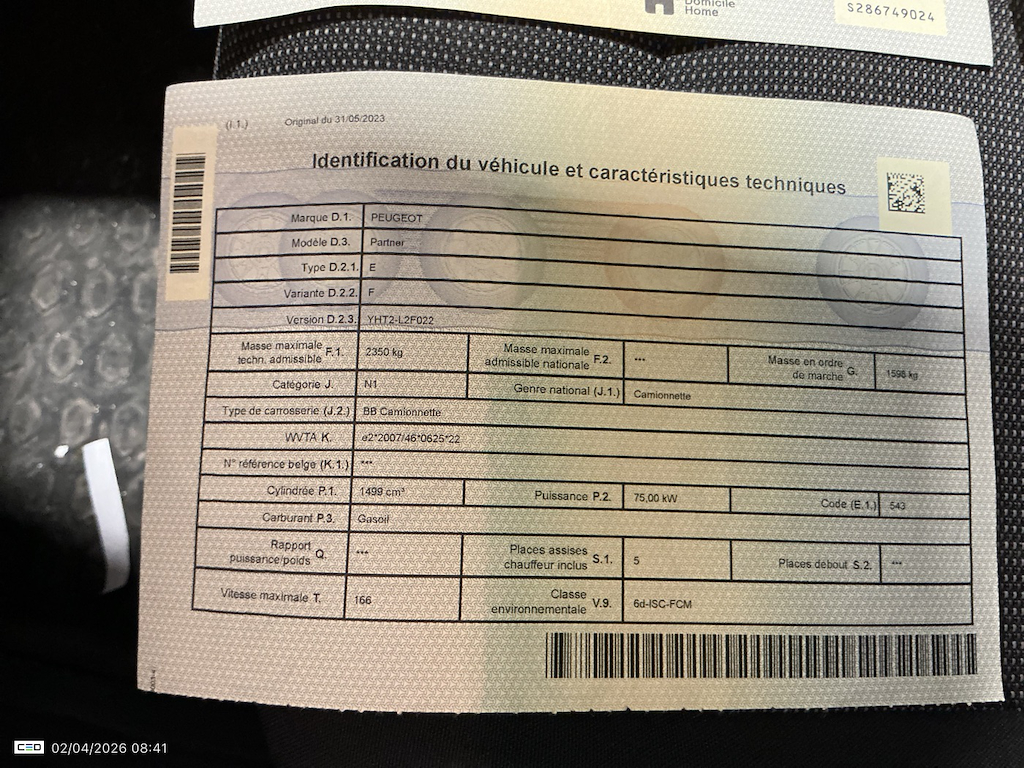 Domicile
Home
S286749024
(I.1.) Original du 31/05/2023
Identification du véhicule et caractéristiques techniques
Marque D.1. PEUGEOT
Modèle D.3. Partner
Type D.2.1. E
Variante D.2.2. F
Version D.2.3. YHT2-L2F022
Masse maximale techn. admissible F.1. 2350 kg Masse maximale admissible nationale F.2. *** Masse en ordre de marche G. 1598 kg
Catégorie J. N1 Genre national (J.1.) Camionnette
Type de carrosserie (J.2.) BB Camionnette
WVTA K. e2*2007/46*0625*22
N° référence belge (K.1.) ***
Cylindrée P.1. 1499 cm³ Puissance P.2. 75,00 kW Code (E.1.) 543
Carburant P.3. Gasoil
Rapport puissance/poids Q. *** Places assises chauffeur inclus S.1. 5 Places debout S.2. ***
Vitesse maximale T. 166 Classe environnementale V.9. 6d-ISC-FCM
CEO 02/04/2026 08:41